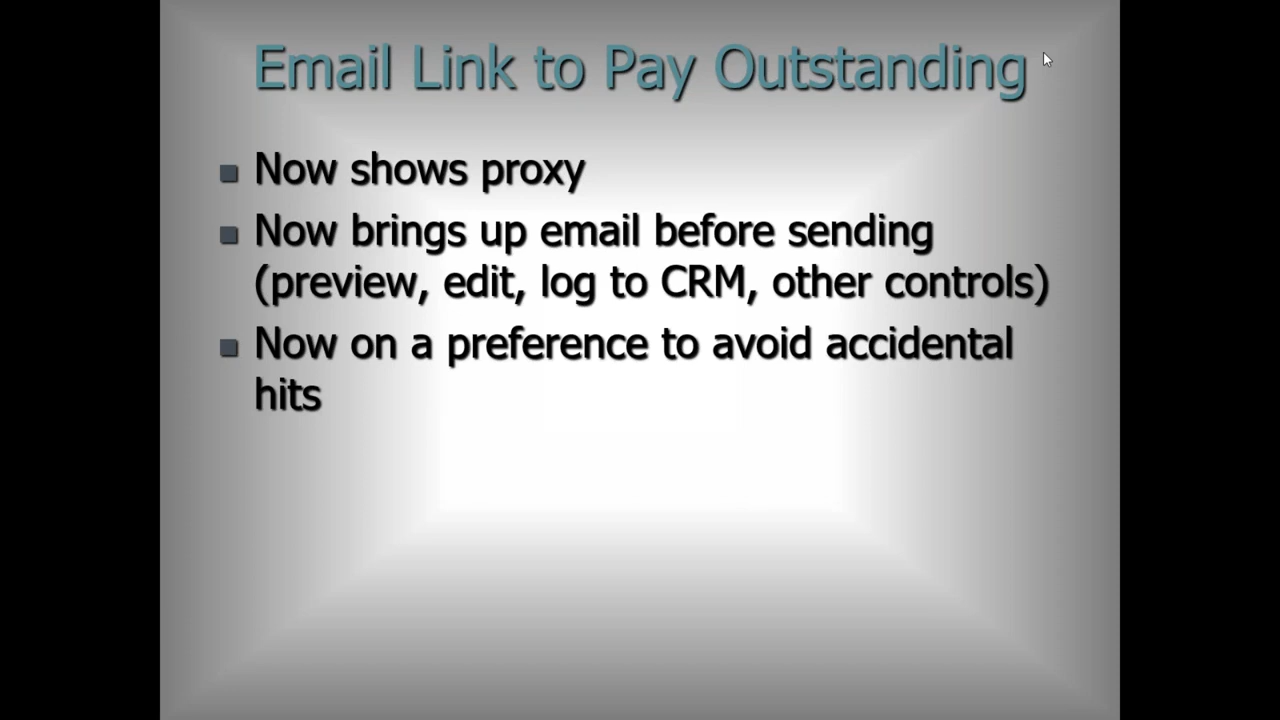 Email Link to Pay Outstanding
Now shows proxy
Now brings up email before sending
(preview, edit, log to CRM, other controls)
Now on a preference to avoid accidental
hits